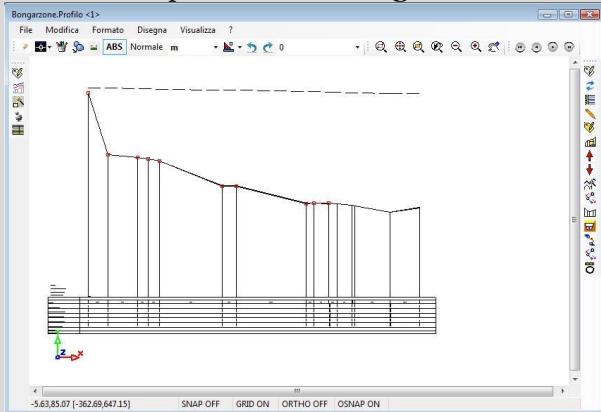 Bongarzone.Profilo <1>
File Modifica Formato Disegna Visualizza ?
ABS Normale m 0
Z X
-5.63,85.07 [-362.69,647.15] SNAP OFF GRID ON ORTHO OFF OSNAP ON